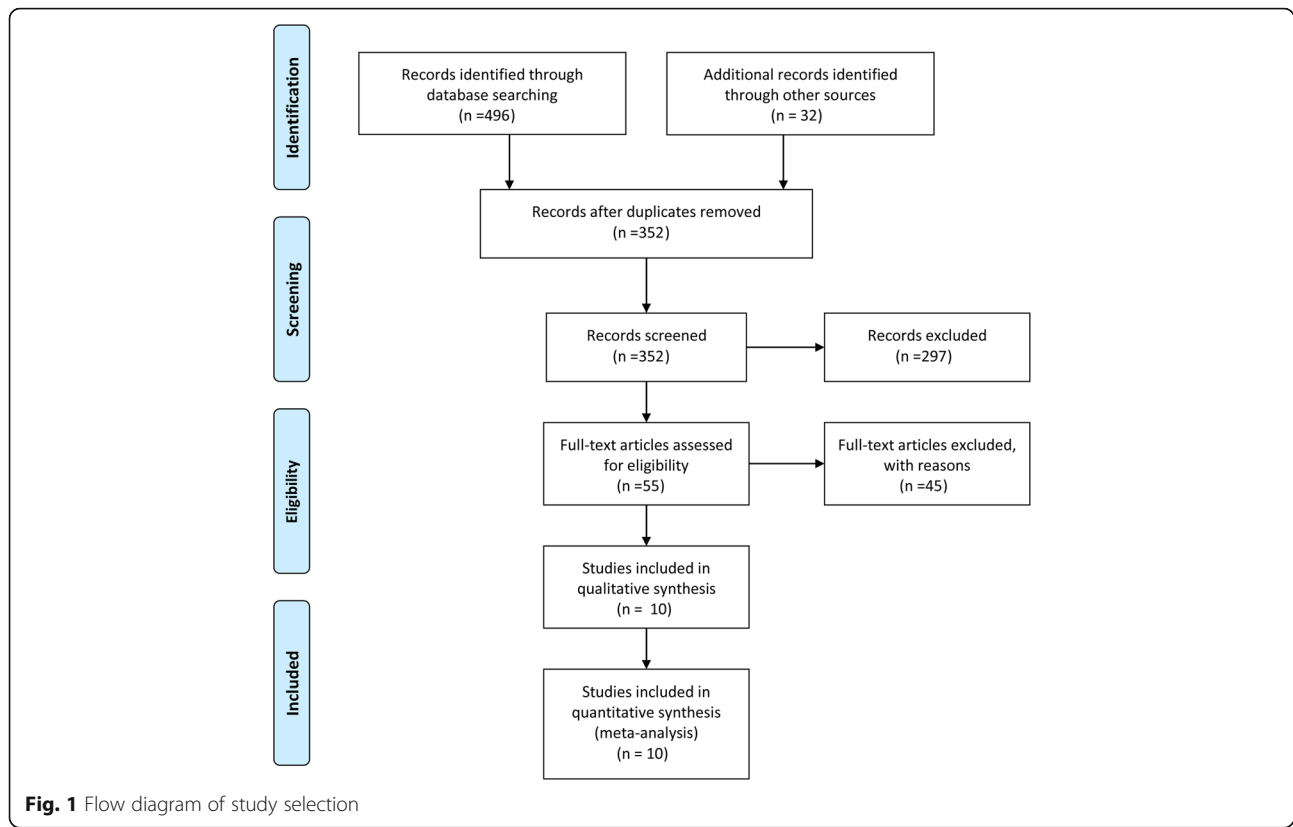 Identification
Records identified through
database searching
(n =496)
Additional records identified
through other sources
(n = 32)
Records after duplicates removed
(n =352)
Screening
Records screened
(n =352)
Records excluded
(n =297)
Eligibility
Full-text articles assessed
for eligibility
(n =55)
Full-text articles excluded,
with reasons
(n =45)
Studies included in
qualitative synthesis
(n = 10)
Included
Studies included in
quantitative synthesis
(meta-analysis)
(n = 10)
Fig. 1 Flow diagram of study selection